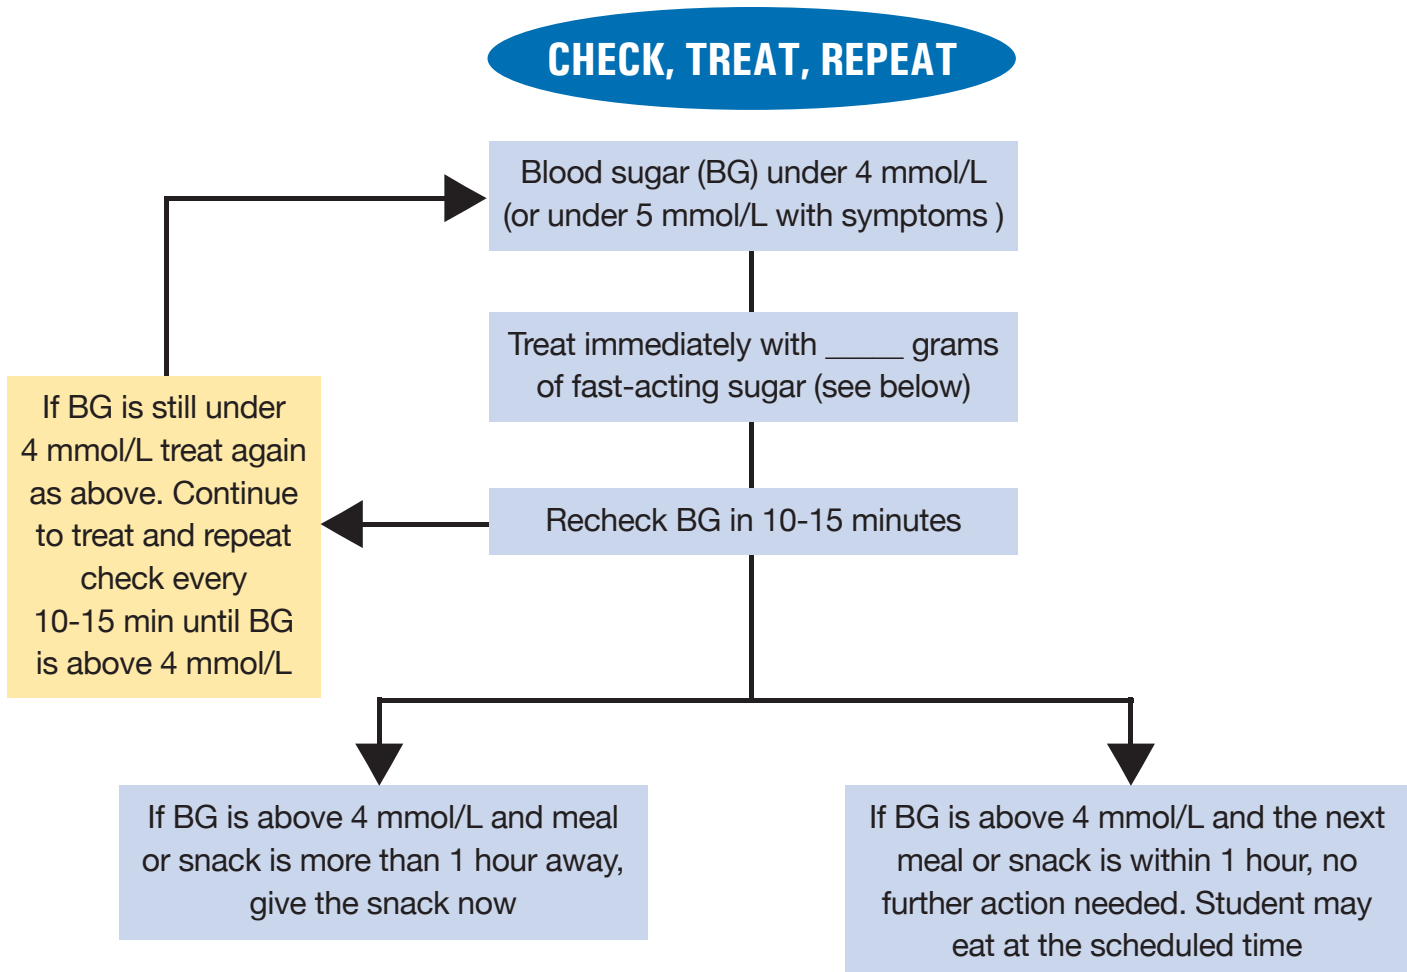 CHECK, TREAT, REPEAT
Blood sugar (BG) under 4 mmol/L
(or under 5 mmol/L with symptoms )
Treat immediately with _____ grams
of fast-acting sugar (see below)
Recheck BG in 10-15 minutes
If BG is still under
4 mmol/L treat again
as above. Continue
to treat and repeat
check every
10-15 min until BG
is above 4 mmol/L
If BG is above 4 mmol/L and meal
or snack is more than 1 hour away,
give the snack now
If BG is above 4 mmol/L and the next
meal or snack is within 1 hour, no
further action needed. Student may
eat at the scheduled time